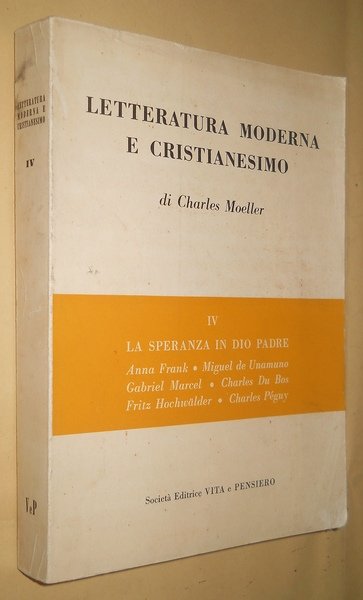 LETTERATURA
MODERNA E
CRISTIANESIMO
IV
V e P
LETTERATURA MODERNA
E CRISTIANESIMO
di Charles Moeller
IV
LA SPERANZA IN DIO PADRE
Anna Frank • Miguel de Unamuno
Gabriel Marcel • Charles Du Bos
Fritz Hochwälder • Charles Péguy
Società Editrice VITA e PENSIERO